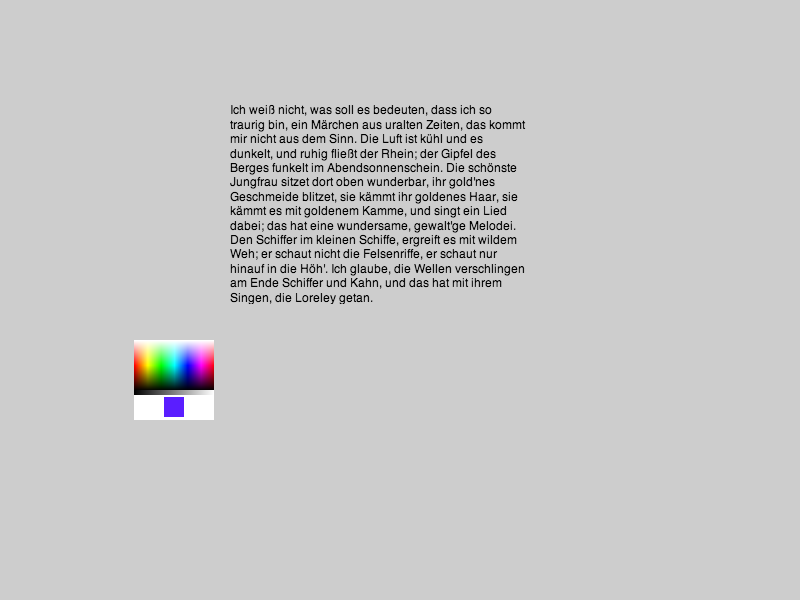 Ich weiß nicht, was soll es bedeuten, dass ich so
traurig bin, ein Märchen aus uralten Zeiten, das kommt
mir nicht aus dem Sinn. Die Luft ist kühl und es
dunkelt, und ruhig fließt der Rhein; der Gipfel des
Berges funkelt im Abendsonnenschein. Die schönste
Jungfrau sitzet dort oben wunderbar, ihr gold'nes
Geschmeide blitzet, sie kämmt ihr goldenes Haar, sie
kämmt es mit goldenem Kamme, und singt ein Lied
dabei; das hat eine wundersame, gewalt'ge Melodei.
Den Schiffer im kleinen Schiffe, ergreift es mit wildem
Weh; er schaut nicht die Felsenriffe, er schaut nur
hinauf in die Höh'. Ich glaube, die Wellen verschlingen
am Ende Schiffer und Kahn, und das hat mit ihrem
Singen, die Loreley getan.